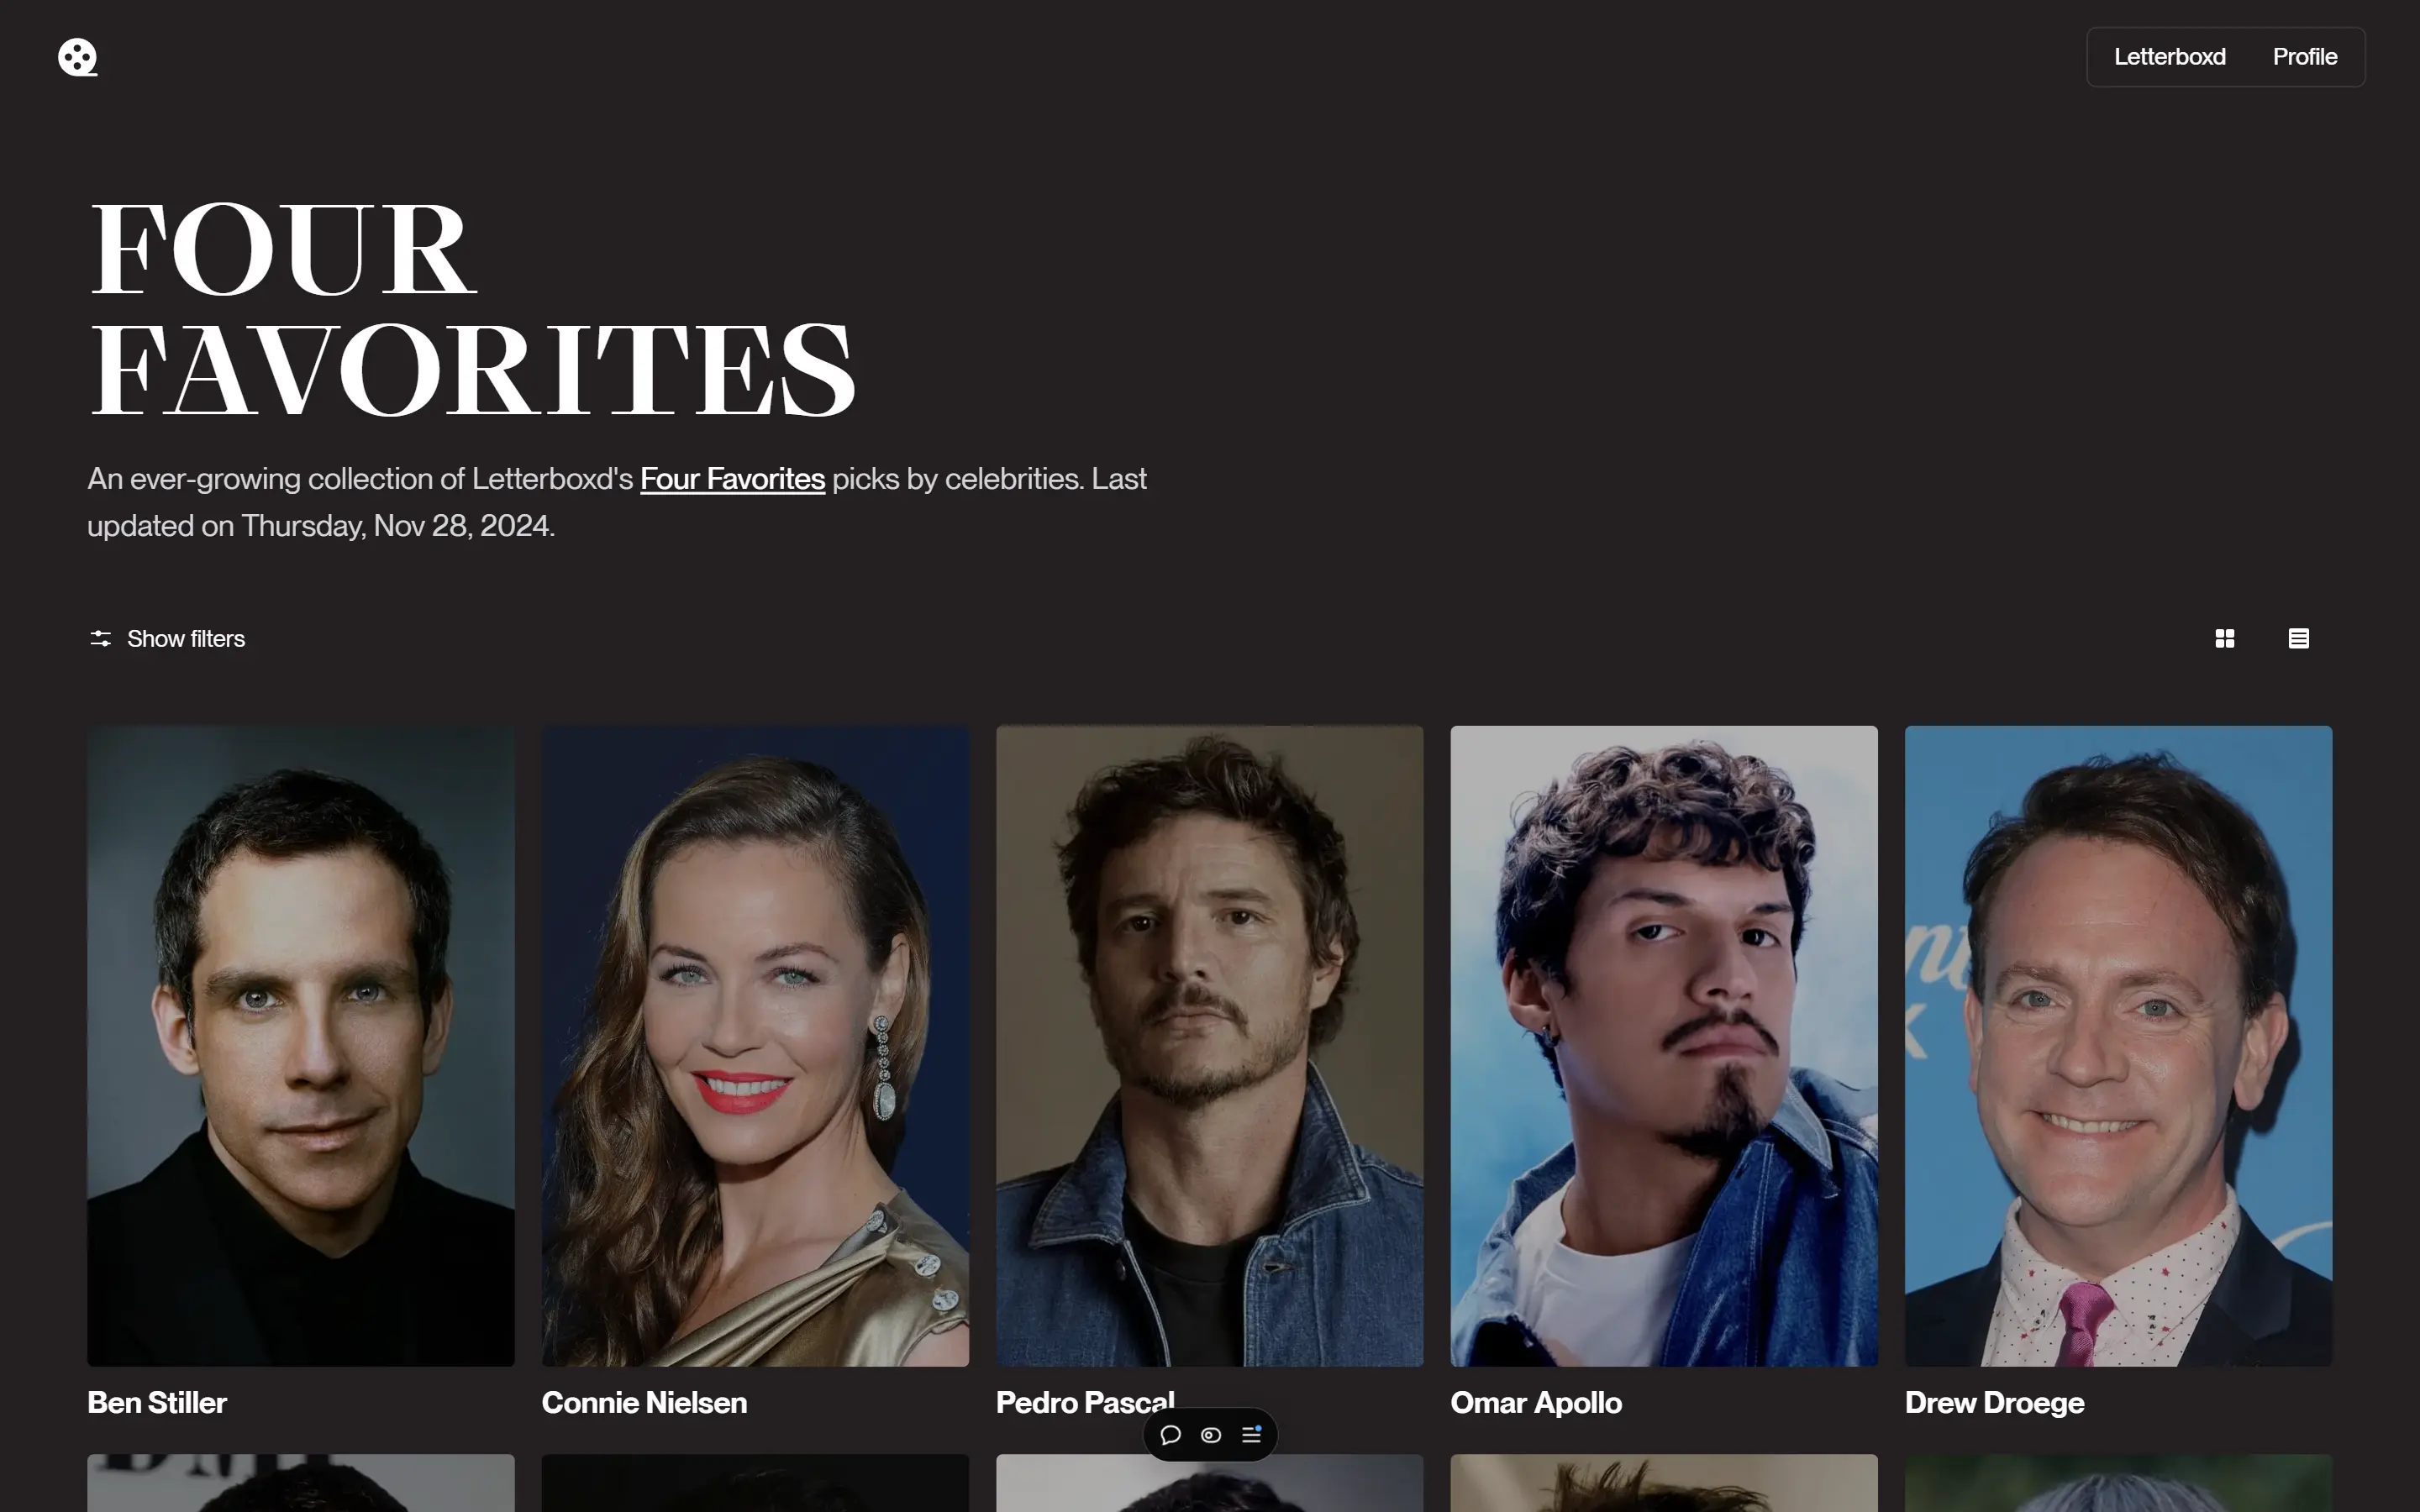 Letterboxd Profile
FOUR
FAVORITES
An ever-growing collection of Letterboxd's Four Favorites picks by celebrities. Last
updated on Thursday, Nov 28, 2024.
Show filters
Ben Stiller
Connie Nielsen
Pedro Pascal
Omar Apollo
Drew Droege